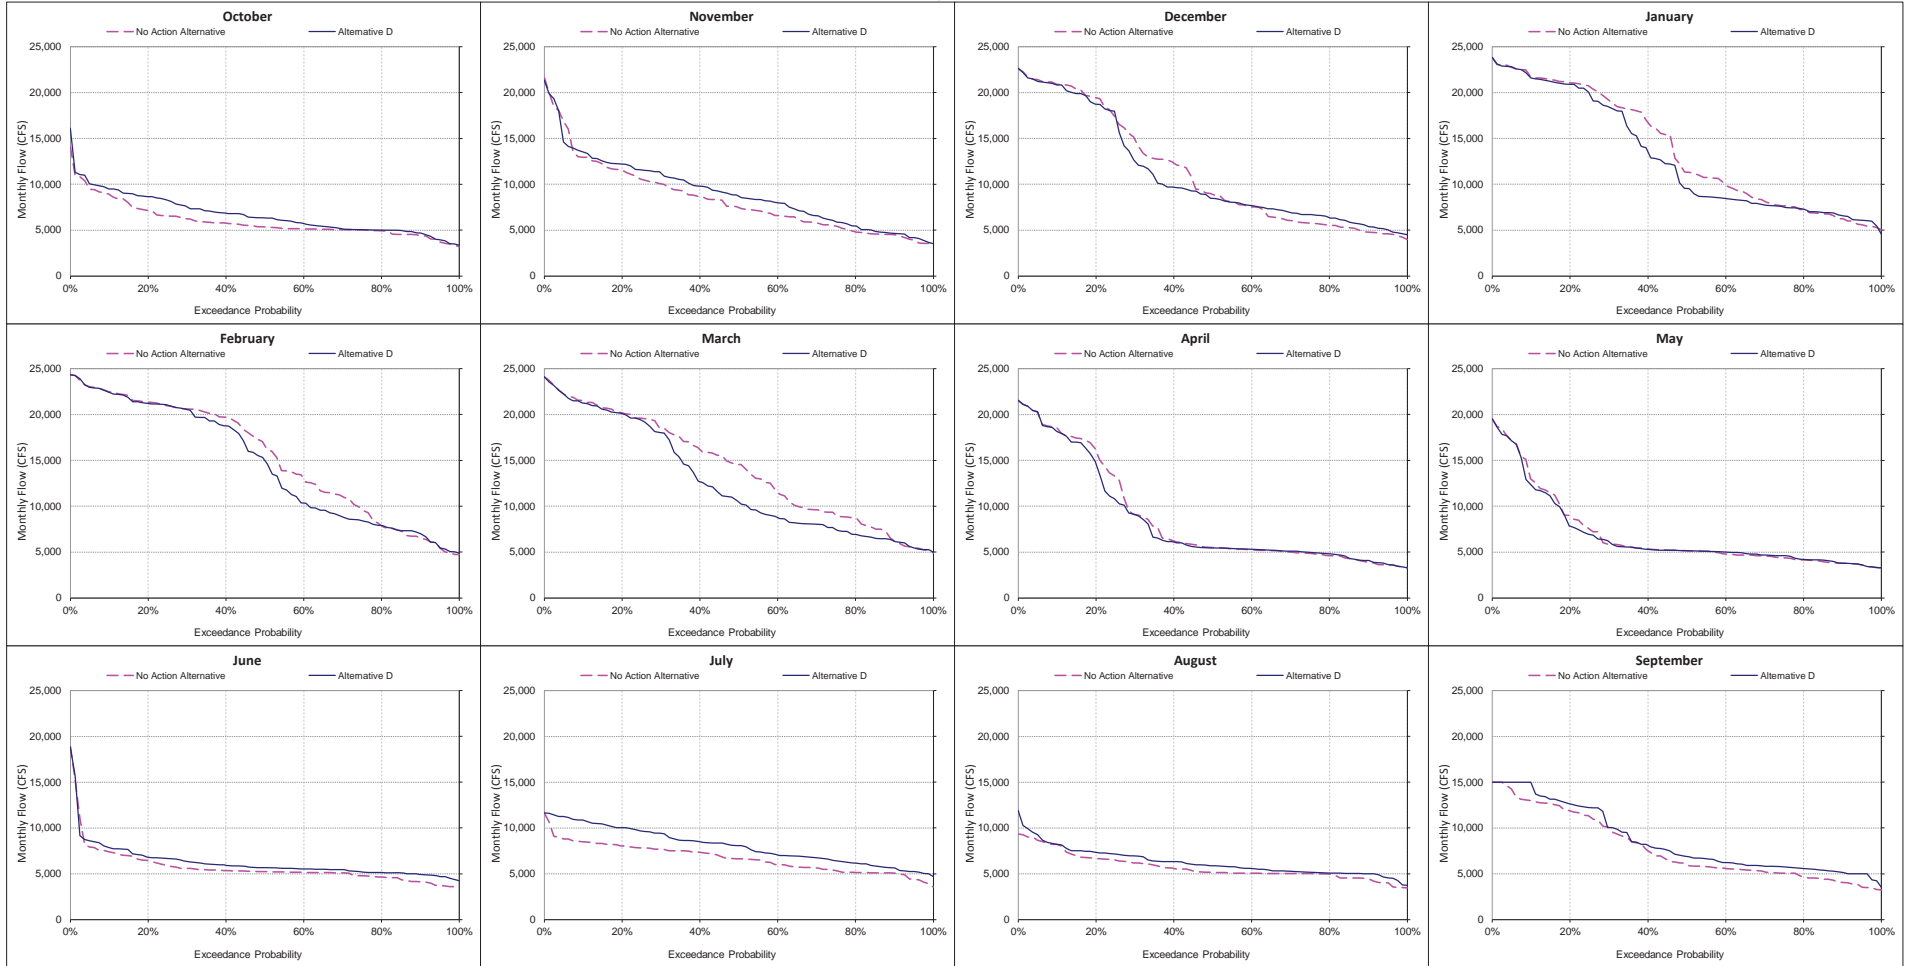 October
No Action Alternative Alternative D
25,000
20,000
15,000
10,000
5,000
0
Monthly Flow (CFS)
0% 20% 40% 60% 80% 100%
Exceedance Probability
November
No Action Alternative Alternative D
25,000
20,000
15,000
10,000
5,000
0
Monthly Flow (CFS)
0% 20% 40% 60% 80% 100%
Exceedance Probability
December
No Action Alternative Alternative D
25,000
20,000
15,000
10,000
5,000
0
Monthly Flow (CFS)
0% 20% 40% 60% 80% 100%
Exceedance Probability
January
No Action Alternative Alternative D
25,000
20,000
15,000
10,000
5,000
0
Monthly Flow (CFS)
0% 20% 40% 60% 80% 100%
Exceedance Probability
February
No Action Alternative Alternative D
25,000
20,000
15,000
10,000
5,000
0
Monthly Flow (CFS)
0% 20% 40% 60% 80% 100%
Exceedance Probability
March
No Action Alternative Alternative D
25,000
20,000
15,000
10,000
5,000
0
Monthly Flow (CFS)
0% 20% 40% 60% 80% 100%
Exceedance Probability
April
No Action Alternative Alternative D
25,000
20,000
15,000
10,000
5,000
0
Monthly Flow (CFS)
0% 20% 40% 60% 80% 100%
Exceedance Probability
May
No Action Alternative Alternative D
25,000
20,000
15,000
10,000
5,000
0
Monthly Flow (CFS)
0% 20% 40% 60% 80% 100%
Exceedance Probability
June
No Action Alternative Alternative D
25,000
20,000
15,000
10,000
5,000
0
Monthly Flow (CFS)
0% 20% 40% 60% 80% 100%
Exceedance Probability
July
No Action Alternative Alternative D
25,000
20,000
15,000
10,000
5,000
0
Monthly Flow (CFS)
0% 20% 40% 60% 80% 100%
Exceedance Probability
August
No Action Alternative Alternative D
25,000
20,000
15,000
10,000
5,000
0
Monthly Flow (CFS)
0% 20% 40% 60% 80% 100%
Exceedance Probability
September
No Action Alternative Alternative D
25,000
20,000
15,000
10,000
5,000
0
Monthly Flow (CFS)
0% 20% 40% 60% 80% 100%
Exceedance Probability